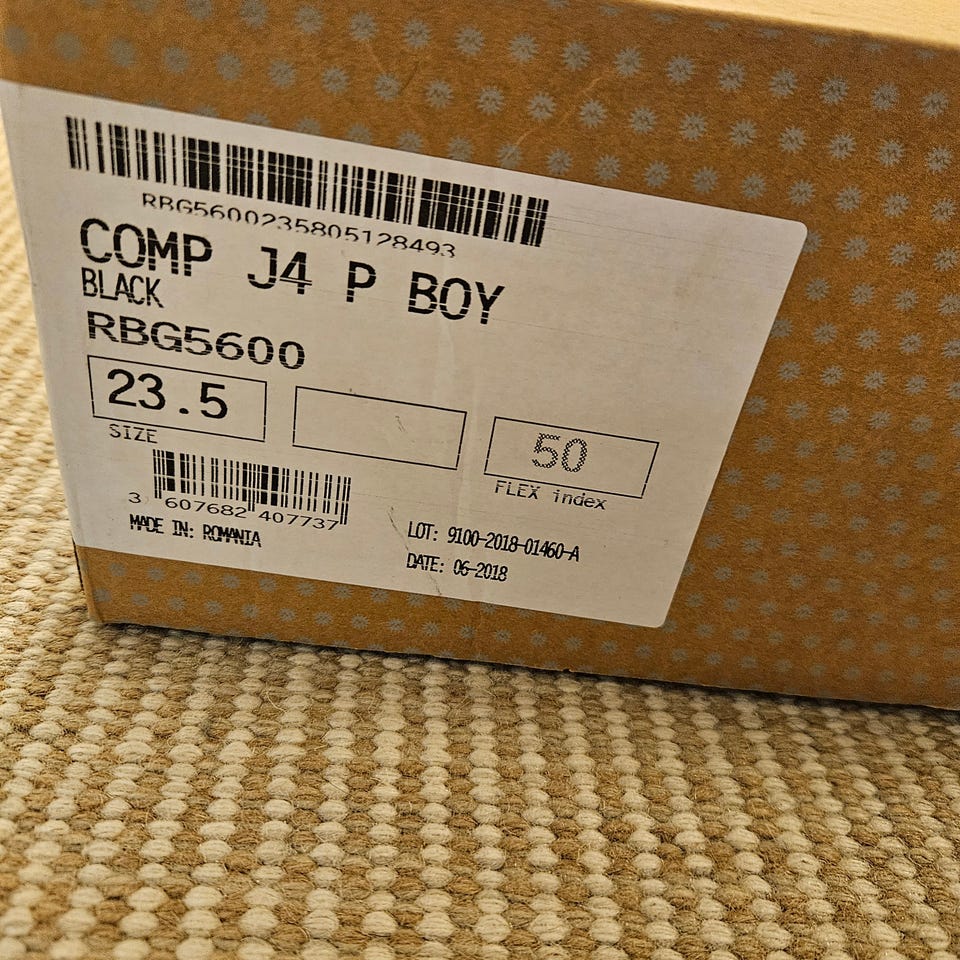 RBG5600235805128493
COMP J4 P BOY
BLACK
RBG5600
23.5
SIZE
50
FLEX index
3 607682 407737
MADE IN: ROMANIA
LOT: 9100-2018-01460-A
DATE: 06-2018